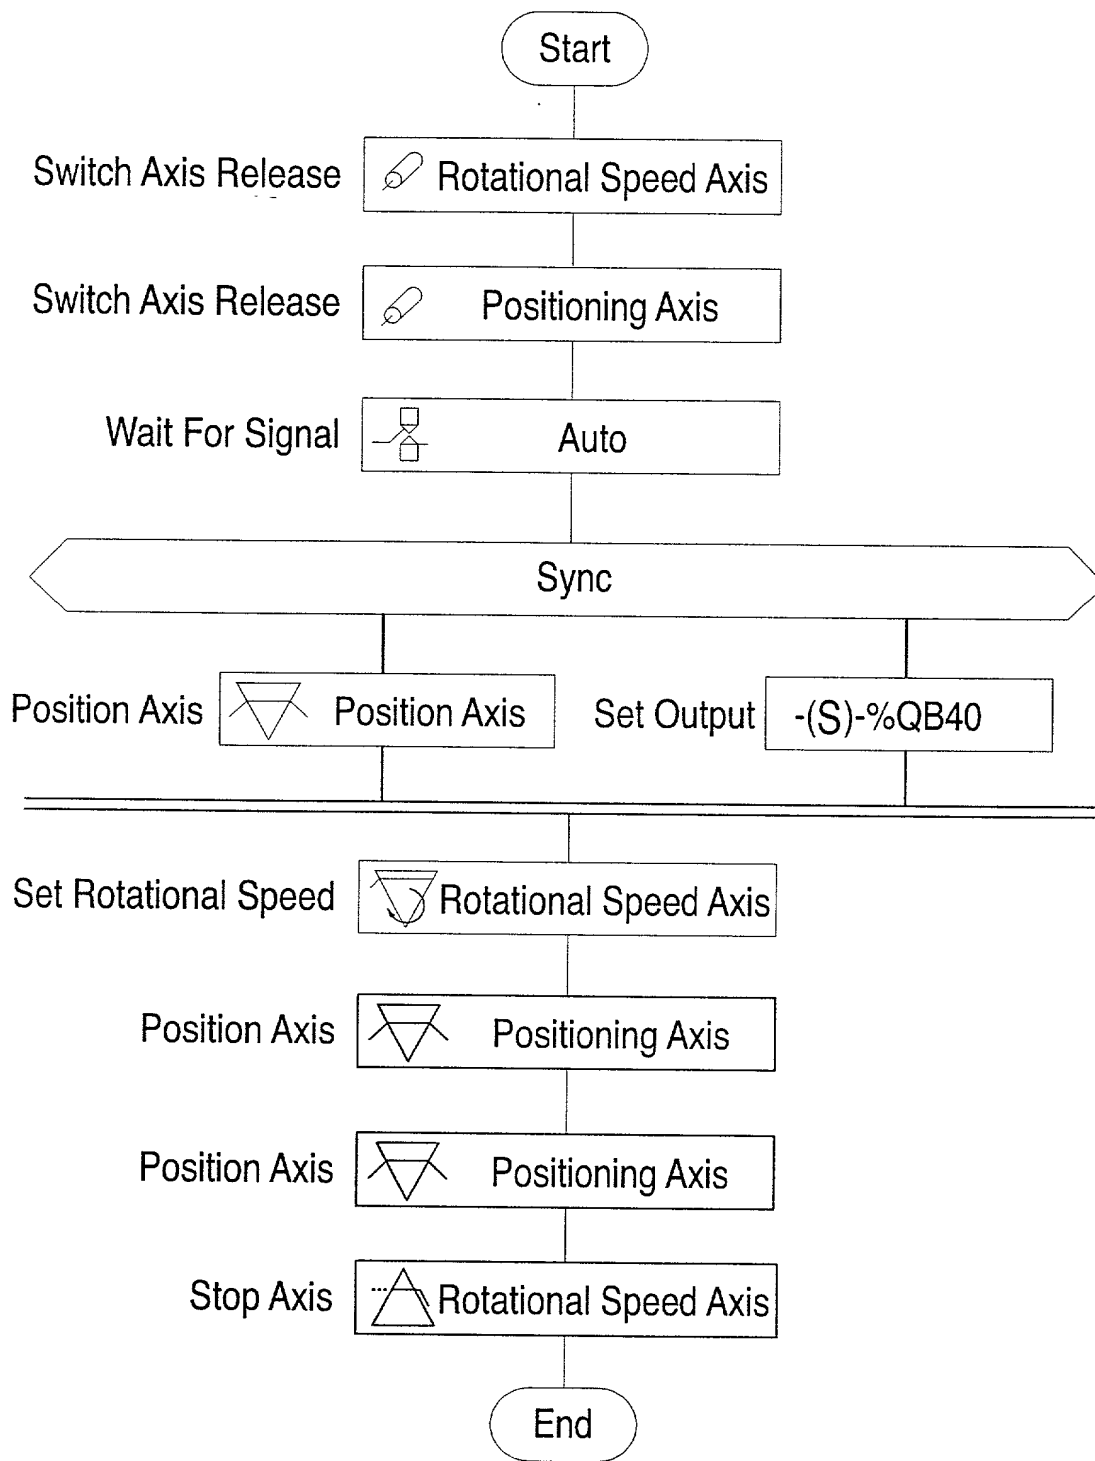 Start
Switch Axis Release Rotational Speed Axis
Switch Axis Release Positioning Axis
Wait For Signal Auto
Sync
Position Axis Position Axis Set Output -(S)-%QB40
Set Rotational Speed Rotational Speed Axis
Position Axis Positioning Axis
Position Axis Positioning Axis
Stop Axis Rotational Speed Axis
End